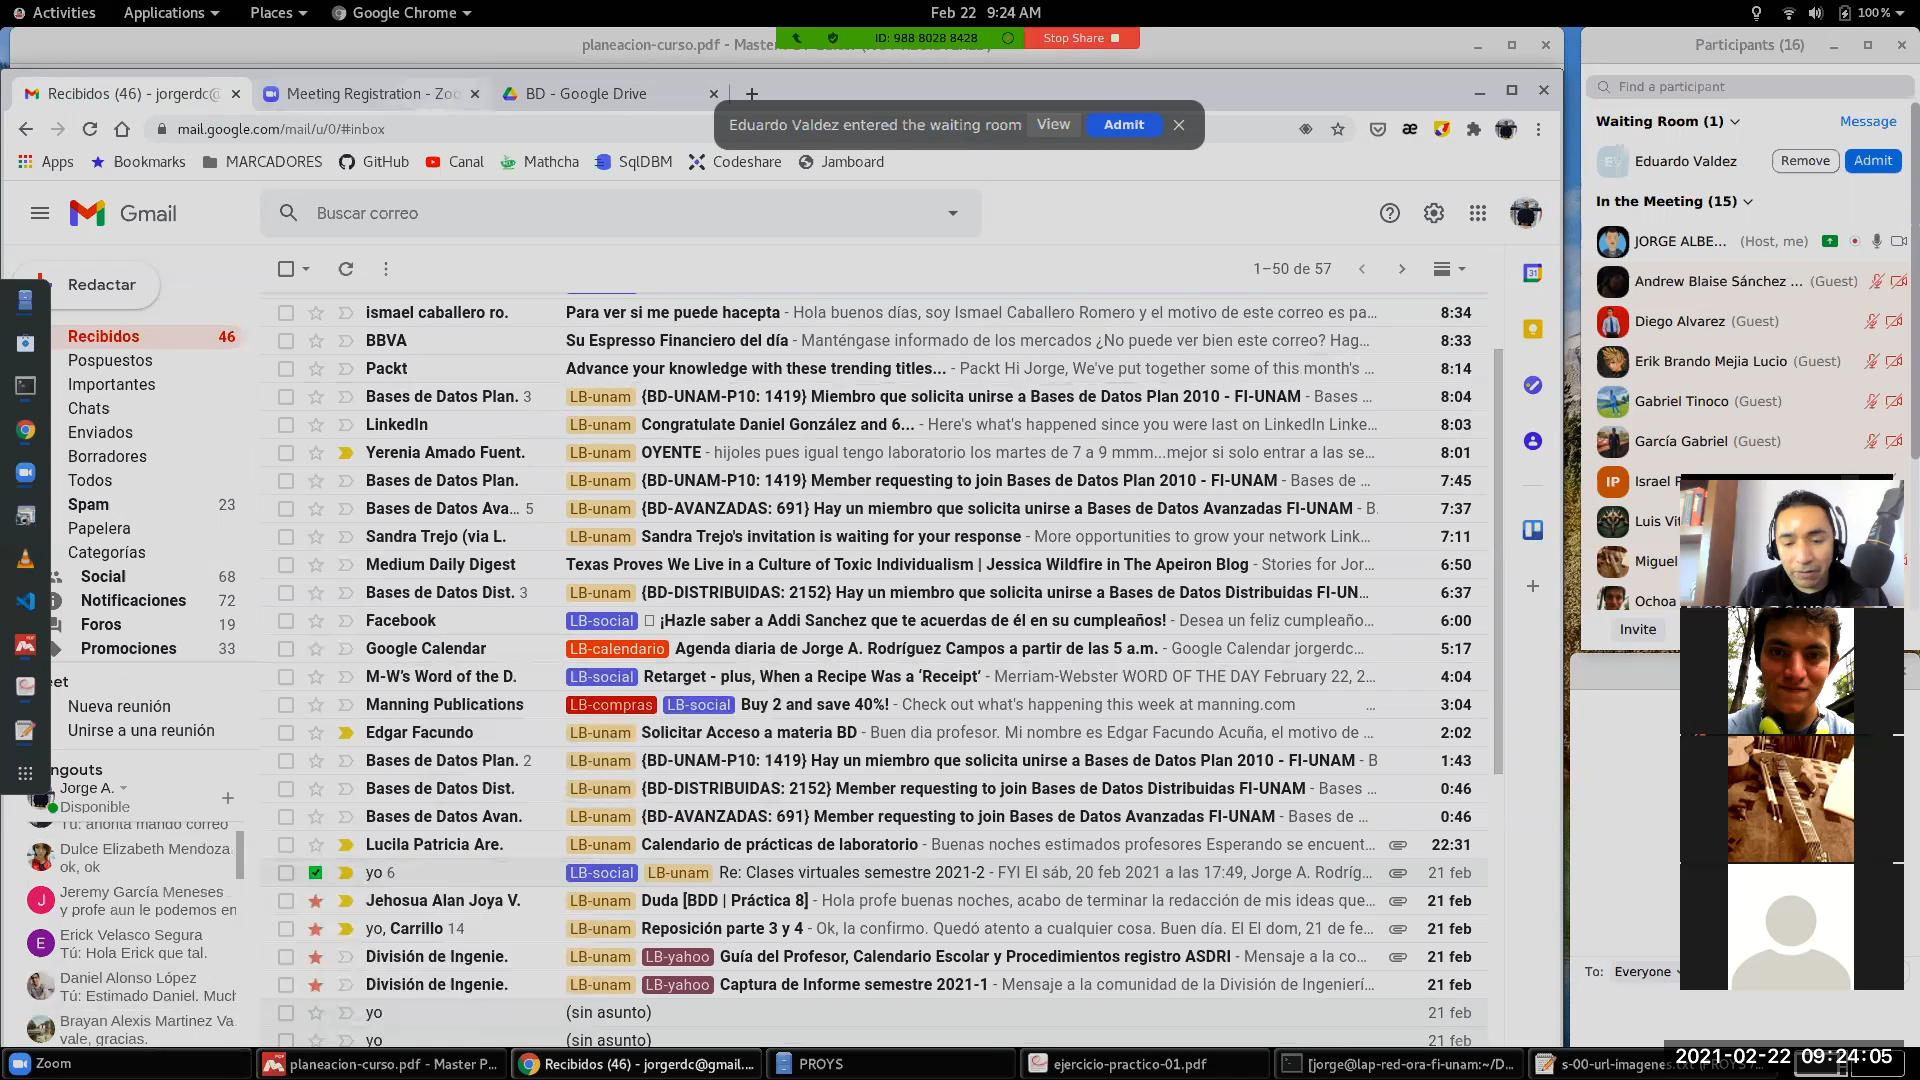 Activities
Applications
Places
Google Chrome
Feb 22 9:24 AM
100%
planeacion-curso.pdf - Maste
ID: 988 8028 8428
Stop Share
Participants (16)
Recibidos (46) - jorgerdc@
Meeting Registration - Zoo
BD - Google Drive
Find a participant
mail.google.com/mail/u/0/#inbox
Eduardo Valdez entered the waiting room
View
Admit
Waiting Room (1)
Message
Apps
Bookmarks
MARCADORES
GitHub
Canal
Mathcha
SqlDBM
Codeshare
Jamboard
Eduardo Valdez
Remove
Admit
In the Meeting (15)
Gmail
Buscar correo
JORGE ALBE... (Host, me)
Andrew Blaise Sánchez ... (Guest)
Diego Alvarez (Guest)
Erik Brando Mejia Lucio (Guest)
Gabriel Tinoco (Guest)
García Gabriel (Guest)
IP
Israel
Luis
Miguel
Ochoa
Invite
To: Everyone
Redactar
1–50 de 57
31
Recibidos 46
Pospuestos
Importantes
Chats
Enviados
Borradores
Todos
Spam 23
Papelera
Categorías
Social 68
Notificaciones 72
Foros 19
Promociones 33
eet
Nueva reunión
Unirse a una reunión
ngouts
Jorge A.
Disponible
Tú: ahorita mando correo
Dulce Elizabeth Mendoza
ok, ok
J
Jeremy García Meneses
y profe aun le podemos en
E
Erick Velasco Segura
Tú: Hola Erick que tal.
Daniel Alonso López
Tú: Estimado Daniel. Much
Brayan Alexis Martinez Va
vale, gracias.
ismael caballero ro. Para ver si me puede hacepta - Hola buenos días, soy Ismael Caballero Romero y el motivo de este correo es pa... 8:34
BBVA Su Espresso Financiero del día - Manténgase informado de los mercados ¿No puede ver bien este correo? Hag... 8:33
Packt Advance your knowledge with these trending titles... - Packt Hi Jorge, We've put together some of this month's ... 8:14
Bases de Datos Plan. 3 LB-unam {BD-UNAM-P10: 1419} Miembro que solicita unirse a Bases de Datos Plan 2010 - FI-UNAM - Bases ... 8:04
LinkedIn LB-unam Congratulate Daniel González and 6... - Here's what's happened since you were last on LinkedIn Linke... 8:03
Yerenia Amado Fuent. LB-unam OYENTE - hijoles pues igual tengo laboratorio los martes de 7 a 9 mmm...mejor si solo entrar a las se... 8:01
Bases de Datos Plan. LB-unam {BD-UNAM-P10: 1419} Member requesting to join Bases de Datos Plan 2010 - FI-UNAM - Bases de ... 7:45
Bases de Datos Ava... 5 LB-unam {BD-AVANZADAS: 691} Hay un miembro que solicita unirse a Bases de Datos Avanzadas FI-UNAM - B. 7:37
Sandra Trejo (via L. LB-unam Sandra Trejo's invitation is waiting for your response - More opportunities to grow your network Link... 7:11
Medium Daily Digest Texas Proves We Live in a Culture of Toxic Individualism | Jessica Wildfire in The Apeiron Blog - Stories for Jor... 6:50
Bases de Datos Dist. 3 LB-unam {BD-DISTRIBUIDAS: 2152} Hay un miembro que solicita unirse a Bases de Datos Distribuidas FI-UN... 6:37
Facebook LB-social ¡Hazle saber a Addi Sanchez que te acuerdas de él en su cumpleaños! - Desea un feliz cumpleaño... 6:00
Google Calendar LB-calendario Agenda diaria de Jorge A. Rodríguez Campos a partir de las 5 a.m. - Google Calendar jorgerdc... 5:17
M-W's Word of the D. LB-social Retarget - plus, When a Recipe Was a ‘Receipt’ - Merriam-Webster WORD OF THE DAY February 22, 2... 4:04
Manning Publications LB-compras LB-social Buy 2 and save 40%! - Check out what's happening this week at manning.com ... 3:04
Edgar Facundo LB-unam Solicitar Acceso a materia BD - Buen dia profesor. Mi nombre es Edgar Facundo Acuña, el motivo de ... 2:02
Bases de Datos Plan. 2 LB-unam {BD-UNAM-P10: 1419} Hay un miembro que solicita unirse a Bases de Datos Plan 2010 - FI-UNAM - B 1:43
Bases de Datos Dist. LB-unam {BD-DISTRIBUIDAS: 2152} Member requesting to join Bases de Datos Distribuidas FI-UNAM - Bases... 0:46
Bases de Datos Avan. LB-unam {BD-AVANZADAS: 691} Member requesting to join Bases de Datos Avanzadas FI-UNAM - Bases de ... 0:46
Lucila Patricia Are. LB-unam Calendario de prácticas de laboratorio - Buenas noches estimados profesores Esperando se encuent... 22:31
yo 6 LB-social LB-unam Re: Clases virtuales semestre 2021-2 - FYI El sáb, 20 feb 2021 a las 17:49, Jorge A. Rodríg... 21 feb
Jehosua Alan Joya V. LB-unam Duda [BDD | Práctica 8] - Hola profe buenas noches, acabo de terminar la redacción de mis ideas que... 21 feb
yo, Carrillo 14 LB-unam Reposición parte 3 y 4 - Ok, la confirmo. Quedó atento a cualquier cosa. Buen día. El El dom, 21 de fe... 21 feb
División de Ingenie. LB-unam LB-yahoo Guía del Profesor, Calendario Escolar y Procedimientos registro ASDRI - Mensaje a la co... 21 feb
División de Ingenie. LB-unam LB-yahoo Captura de Informe semestre 2021-1 - Mensaje a la comunidad de la División de Ingenierí... 21 feb
yo (sin asunto) 21 feb
yo (sin asunto) 21 feb
Zoom
planeacion-curso.pdf - Master P...
Recibidos (46) - jorgerdc@gmail....
PROYS
ejercicio-practico-01.pdf
[jorge@lap-red-ora-fi-unam:~/D...
s-00-url-imagenes.txt
2021-02-22 09:24:05